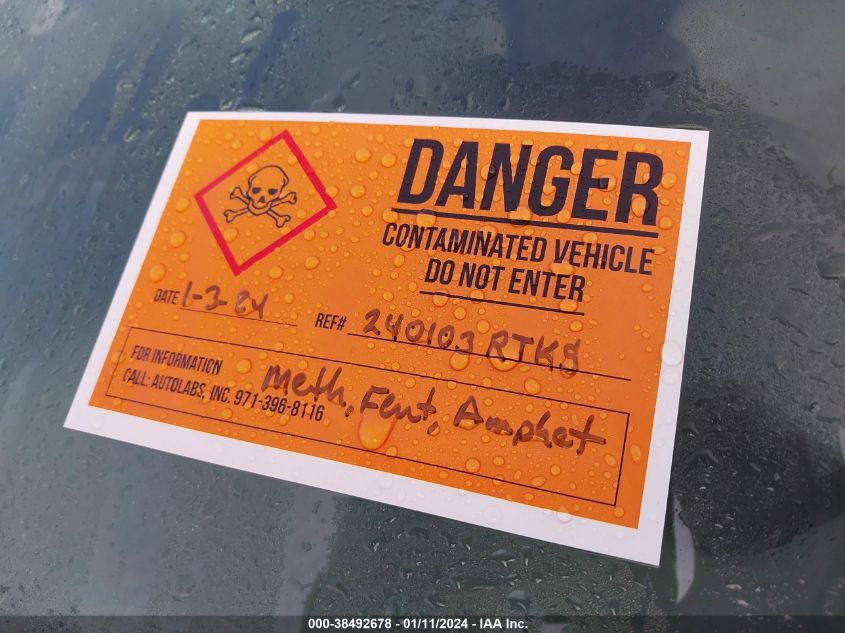 DANGER
CONTAMINATED VEHICLE
DO NOT ENTER
DATE 1-3-24
REF# 240103 RTKS
FOR INFORMATION
CALL: AUTOLABS, INC. 971-396-8116
Meth, Fent, Amphet
000-38492678 - 01/11/2024 - IAA Inc.